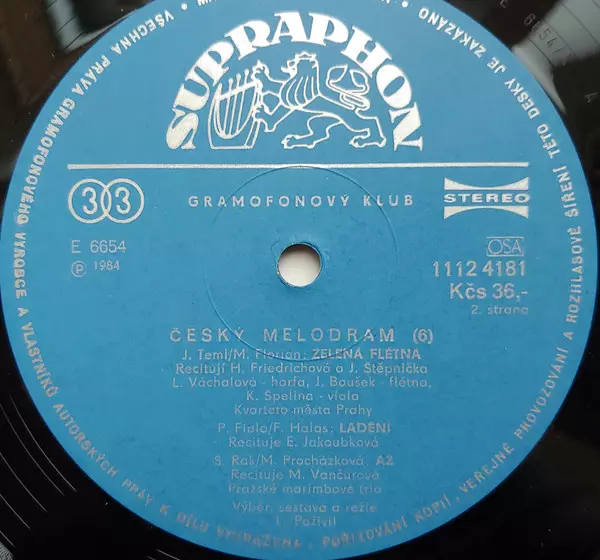 VŠECHNA PRÁVA GRAMOFONOVÉHO VÝROBCE A VLASTNÍKŮ AUTORSKÝCH PRÁV K DÍLU VYHRAŽENA. POŘIZOVÁNÍ KOPIÍ, VEŘEJNÉ PROVOZOVÁNÍ A ROZHLASOVÉ ŠÍŘENÍ TÉTO DESKY JE ZAKÁZÁNO
SUPRAPHON
33
GRAMOFONOVÝ KLUB
STEREO
E 6654
Ⓟ 1984
OSA
1112 4181
Kčs 36,-
2. strana
ČESKÝ MELODRAM (6)
J. Teml/M. Florian: ZELENÁ FLÉTNA
Recitují H. Friedrichová a J. Štěpnička
L. Váchalová - harfa, J. Boušek - flétna,
K. Špelina - viola
Kvarteto města Prahy
P. Fiala/F. Halas: LADĚNÍ
Recituje E. Jakoubková
S. Rak/M. Procházková: AŽ
Recituje M. Vančurová
Pražské marimbové trio
Výběr, sestava a režie
I. Poživil
E 6654
A